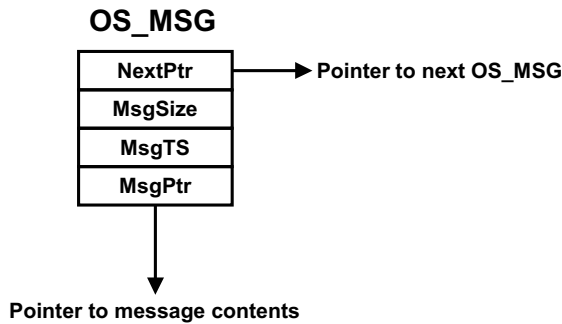 OS_MSG
NextPtr
Pointer to next OS_MSG
MsgSize
MsgTS
MsgPtr
Pointer to message contents